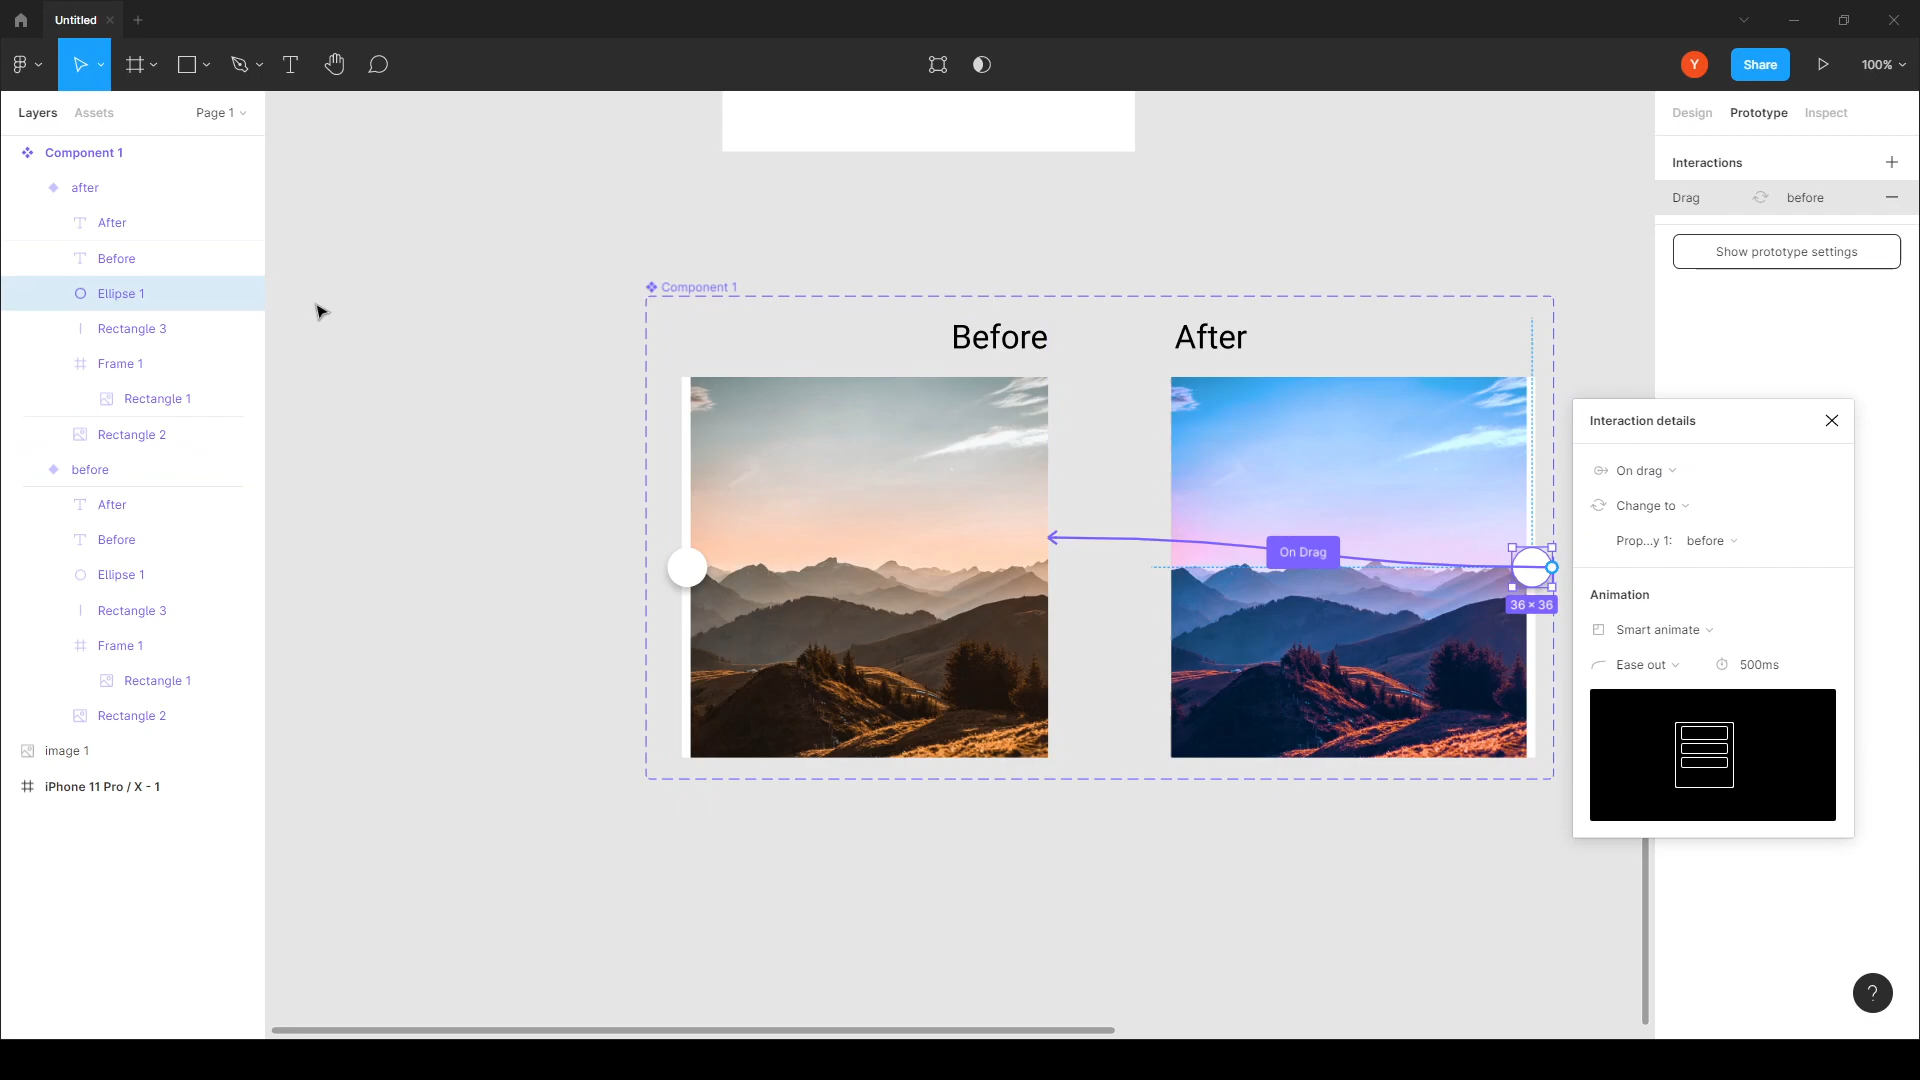 Untitled
Y
Share
100%
Layers
Assets
Page 1
Design
Prototype
Inspect
Component 1
after
After
Before
Ellipse 1
Rectangle 3
Frame 1
Rectangle 1
Rectangle 2
before
After
Before
Ellipse 1
Rectangle 3
Frame 1
Rectangle 1
Rectangle 2
image 1
iPhone 11 Pro / X - 1
Component 1
Before
After
On Drag
36 × 36
Interactions
Drag
before
Show prototype settings
Interaction details
On drag
Change to
Prop...y 1:
before
Animation
Smart animate
Ease out
500ms
?